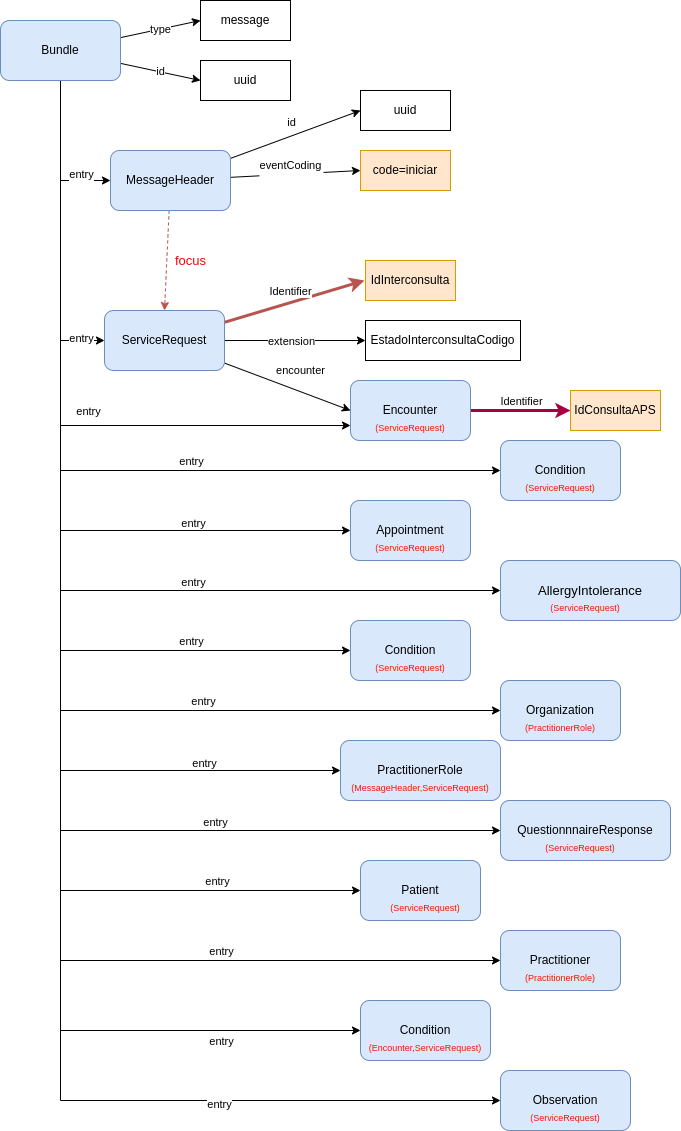 message
type
Bundle
id
uuid
uuid
id
eventCoding
code=iniciar
entry
MessageHeader
focus
IdInterconsulta
Identifier
entry
ServiceRequest
extension
EstadoInterconsultaCodigo
encounter
entry
Encounter
(ServiceRequest)
Identifier
IdConsultaAPS
entry
Condition
(ServiceRequest)
entry
Appointment
(ServiceRequest)
entry
AllergyIntolerance
(ServiceRequest)
entry
Condition
(ServiceRequest)
entry
Organization
(PractitionerRole)
entry
PractitionerRole
(MessageHeader,ServiceRequest)
entry
QuestionnnaireResponse
(ServiceRequest)
entry
Patient
(ServiceRequest)
entry
Practitioner
(PractitionerRole)
entry
Condition
(Encounter,ServiceRequest)
entry
Observation
(ServiceRequest)